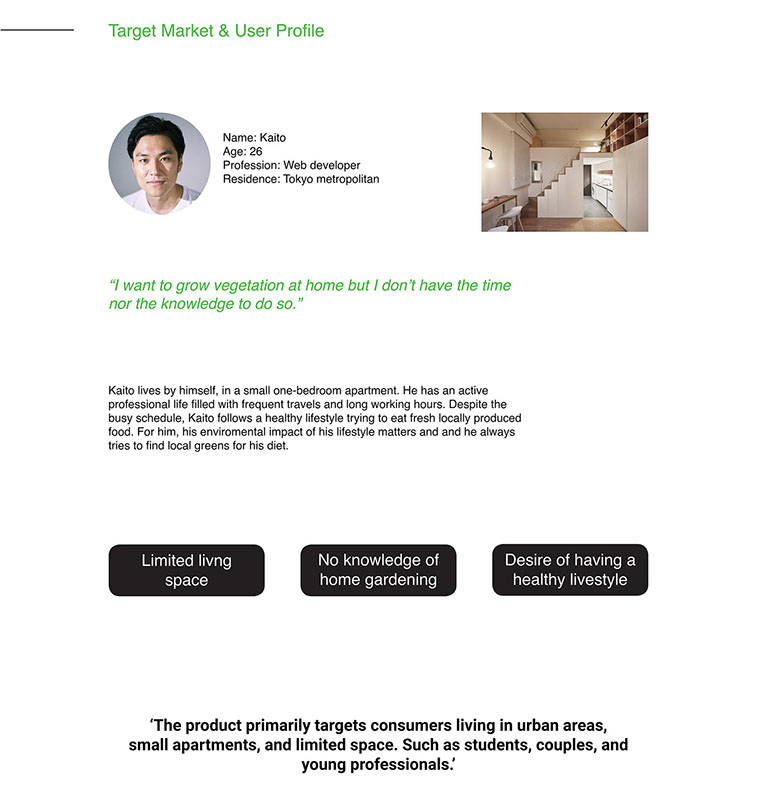 Target Market & User Profile
Name: Kaito
Age: 26
Profession: Web developer
Residence: Tokyo metropolitan
“I want to grow vegetation at home but I don’t have the time
nor the knowledge to do so.”
Kaito lives by himself, in a small one-bedroom apartment. He has an active
professional life filled with frequent travels and long working hours. Despite the
busy schedule, Kaito follows a healthy lifestyle trying to eat fresh locally produced
food. For him, his enviromental impact of his lifestyle matters and and he always
tries to find local greens for his diet.
Limited livng
space
No knowledge of
home gardening
Desire of having a
healthy livestyle
‘The product primarily targets consumers living in urban areas,
small apartments, and limited space. Such as students, couples, and
young professionals.’